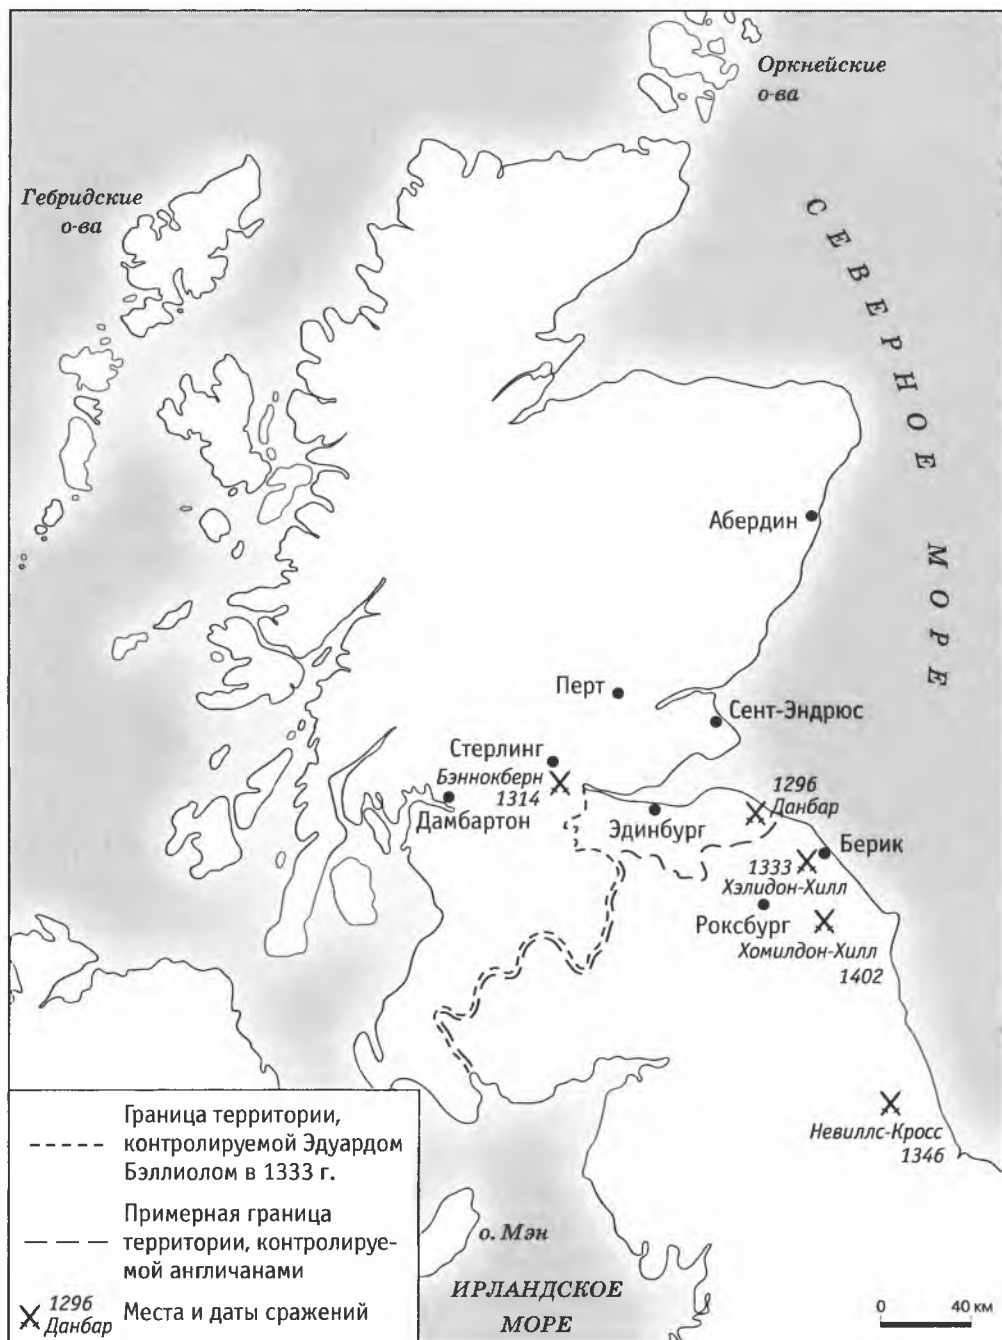 Оркнейские
о-ва
Гебридские
о-ва
СЕВЕРНОЕ МОРЕ
Абердин
Перт
Сент-Эндрюс
Стерлинг
Бэннокберн
1314
Дамбартон
Эдинбург
1296
Данбар
Берик
1333
Хэлидон-Хилл
Роксбург
Хомилдон-Хилл
1402
Невиллс-Кросс
1346
о. Мэн
ИРЛАНДСКОЕ
МОРЕ
Граница территории,
контролируемой Эдуардом
Бэллиолом в 1333 г.
Примерная граница
территории, контролируе-
мой англичанами
1296
Данбар
Места и даты сражений
0 40 км